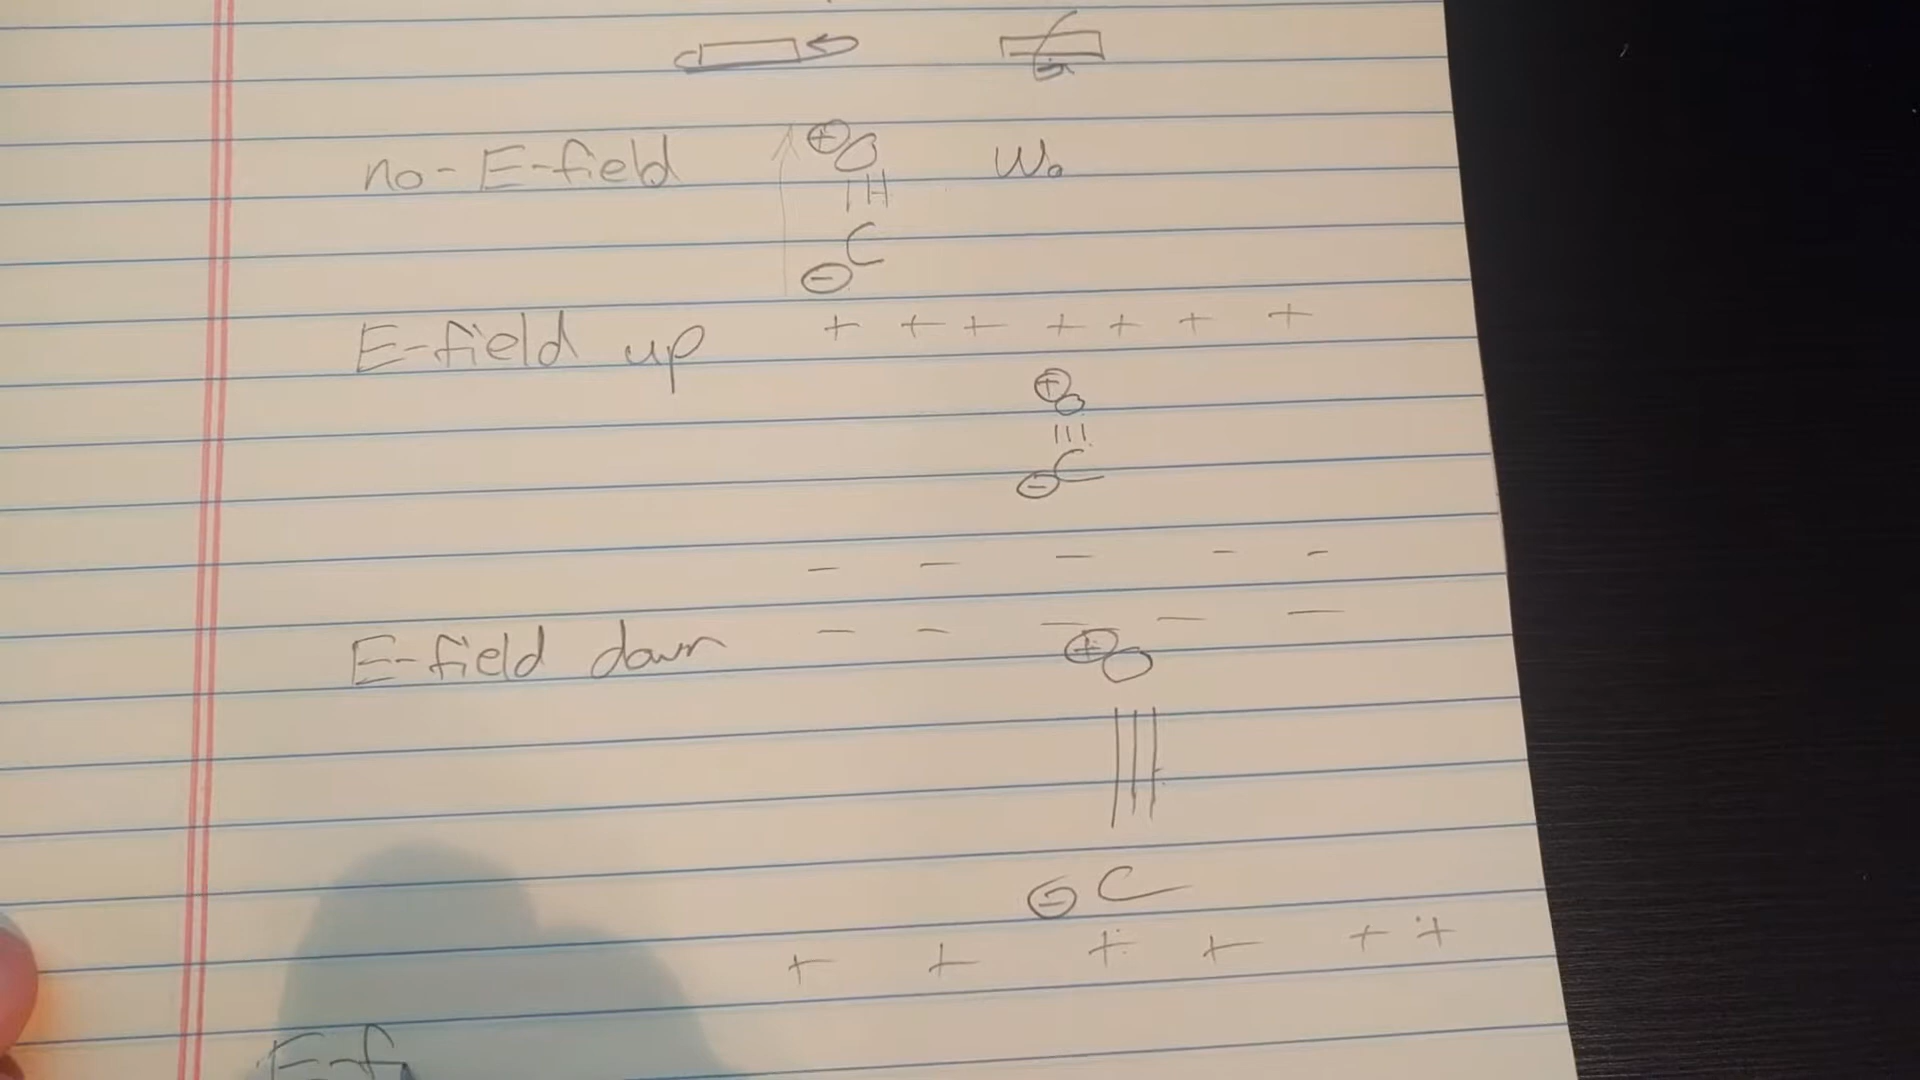 no-E-field ⊕O W₀
|||
⊖C
E-field up + + + + + + +
⊕O
|||
⊖C
− − − − −
E-field down − − − − −
⊕O
|||
⊖C
+ + + + + +
E-f